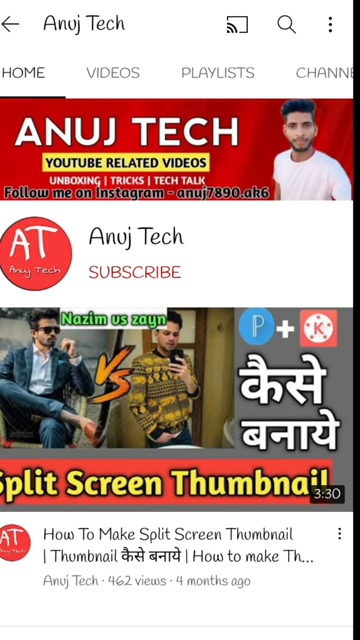 Anuj Tech
HOME VIDEOS PLAYLISTS CHANNE
ANUJ TECH
YOUTUBE RELATED VIDEOS
UNBOXING | TRICKS | TECH TALK
Follow me on Instagram - anuj7890.ak6
AT
Anuj Tech
Anuj Tech
SUBSCRIBE
Nazim vs zayn
P + K
VS
कैसे
बनाये
Split Screen Thumbnail
3:30
AT
Anuj Tech
How To Make Split Screen Thumbnail
| Thumbnail कैसे बनाये | How to make Th...
Anuj Tech · 462 views · 4 months ago